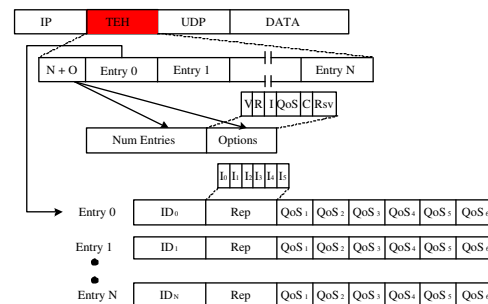 IP TEH UDP DATA
N + O Entry 0 Entry 1 Entry N
V R I QoS C Rsv
Num Entries Options
I0 I1 I2 I3 I4 I5
Entry 0 ID0 Rep QoS1 QoS2 QoS3 QoS4 QoS5 QoS6
Entry 1 ID1 Rep QoS1 QoS2 QoS3 QoS4 QoS5 QoS6
Entry N IDN Rep QoS1 QoS2 QoS3 QoS4 QoS5 QoS6